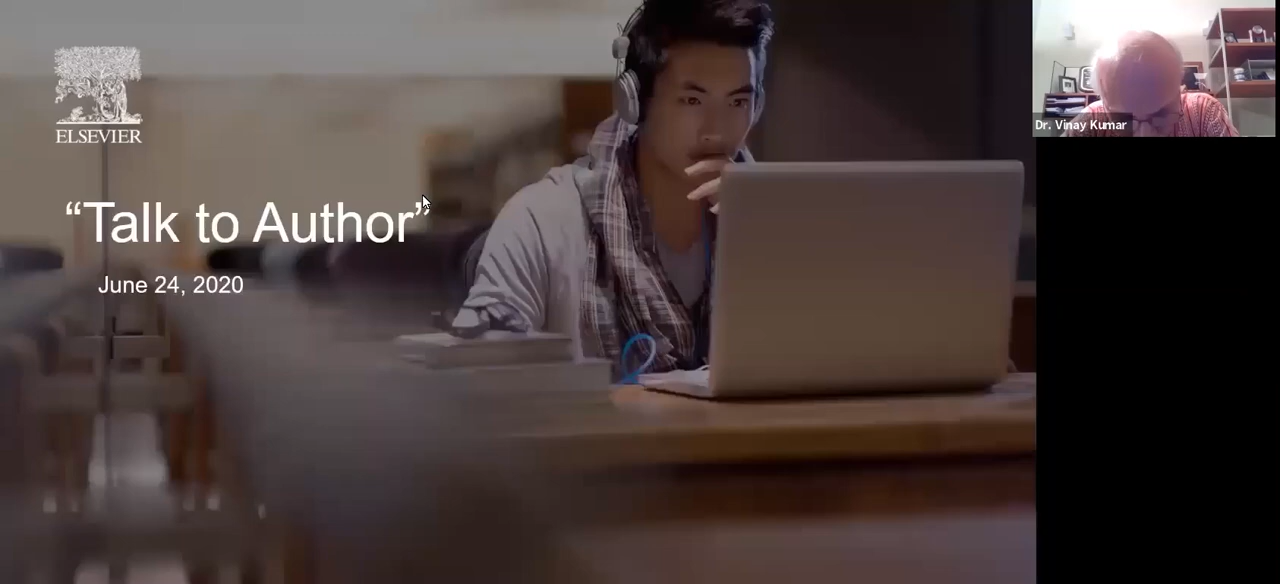 ELSEVIER
“Talk to Author”
June 24, 2020
Dr. Vinay Kumar